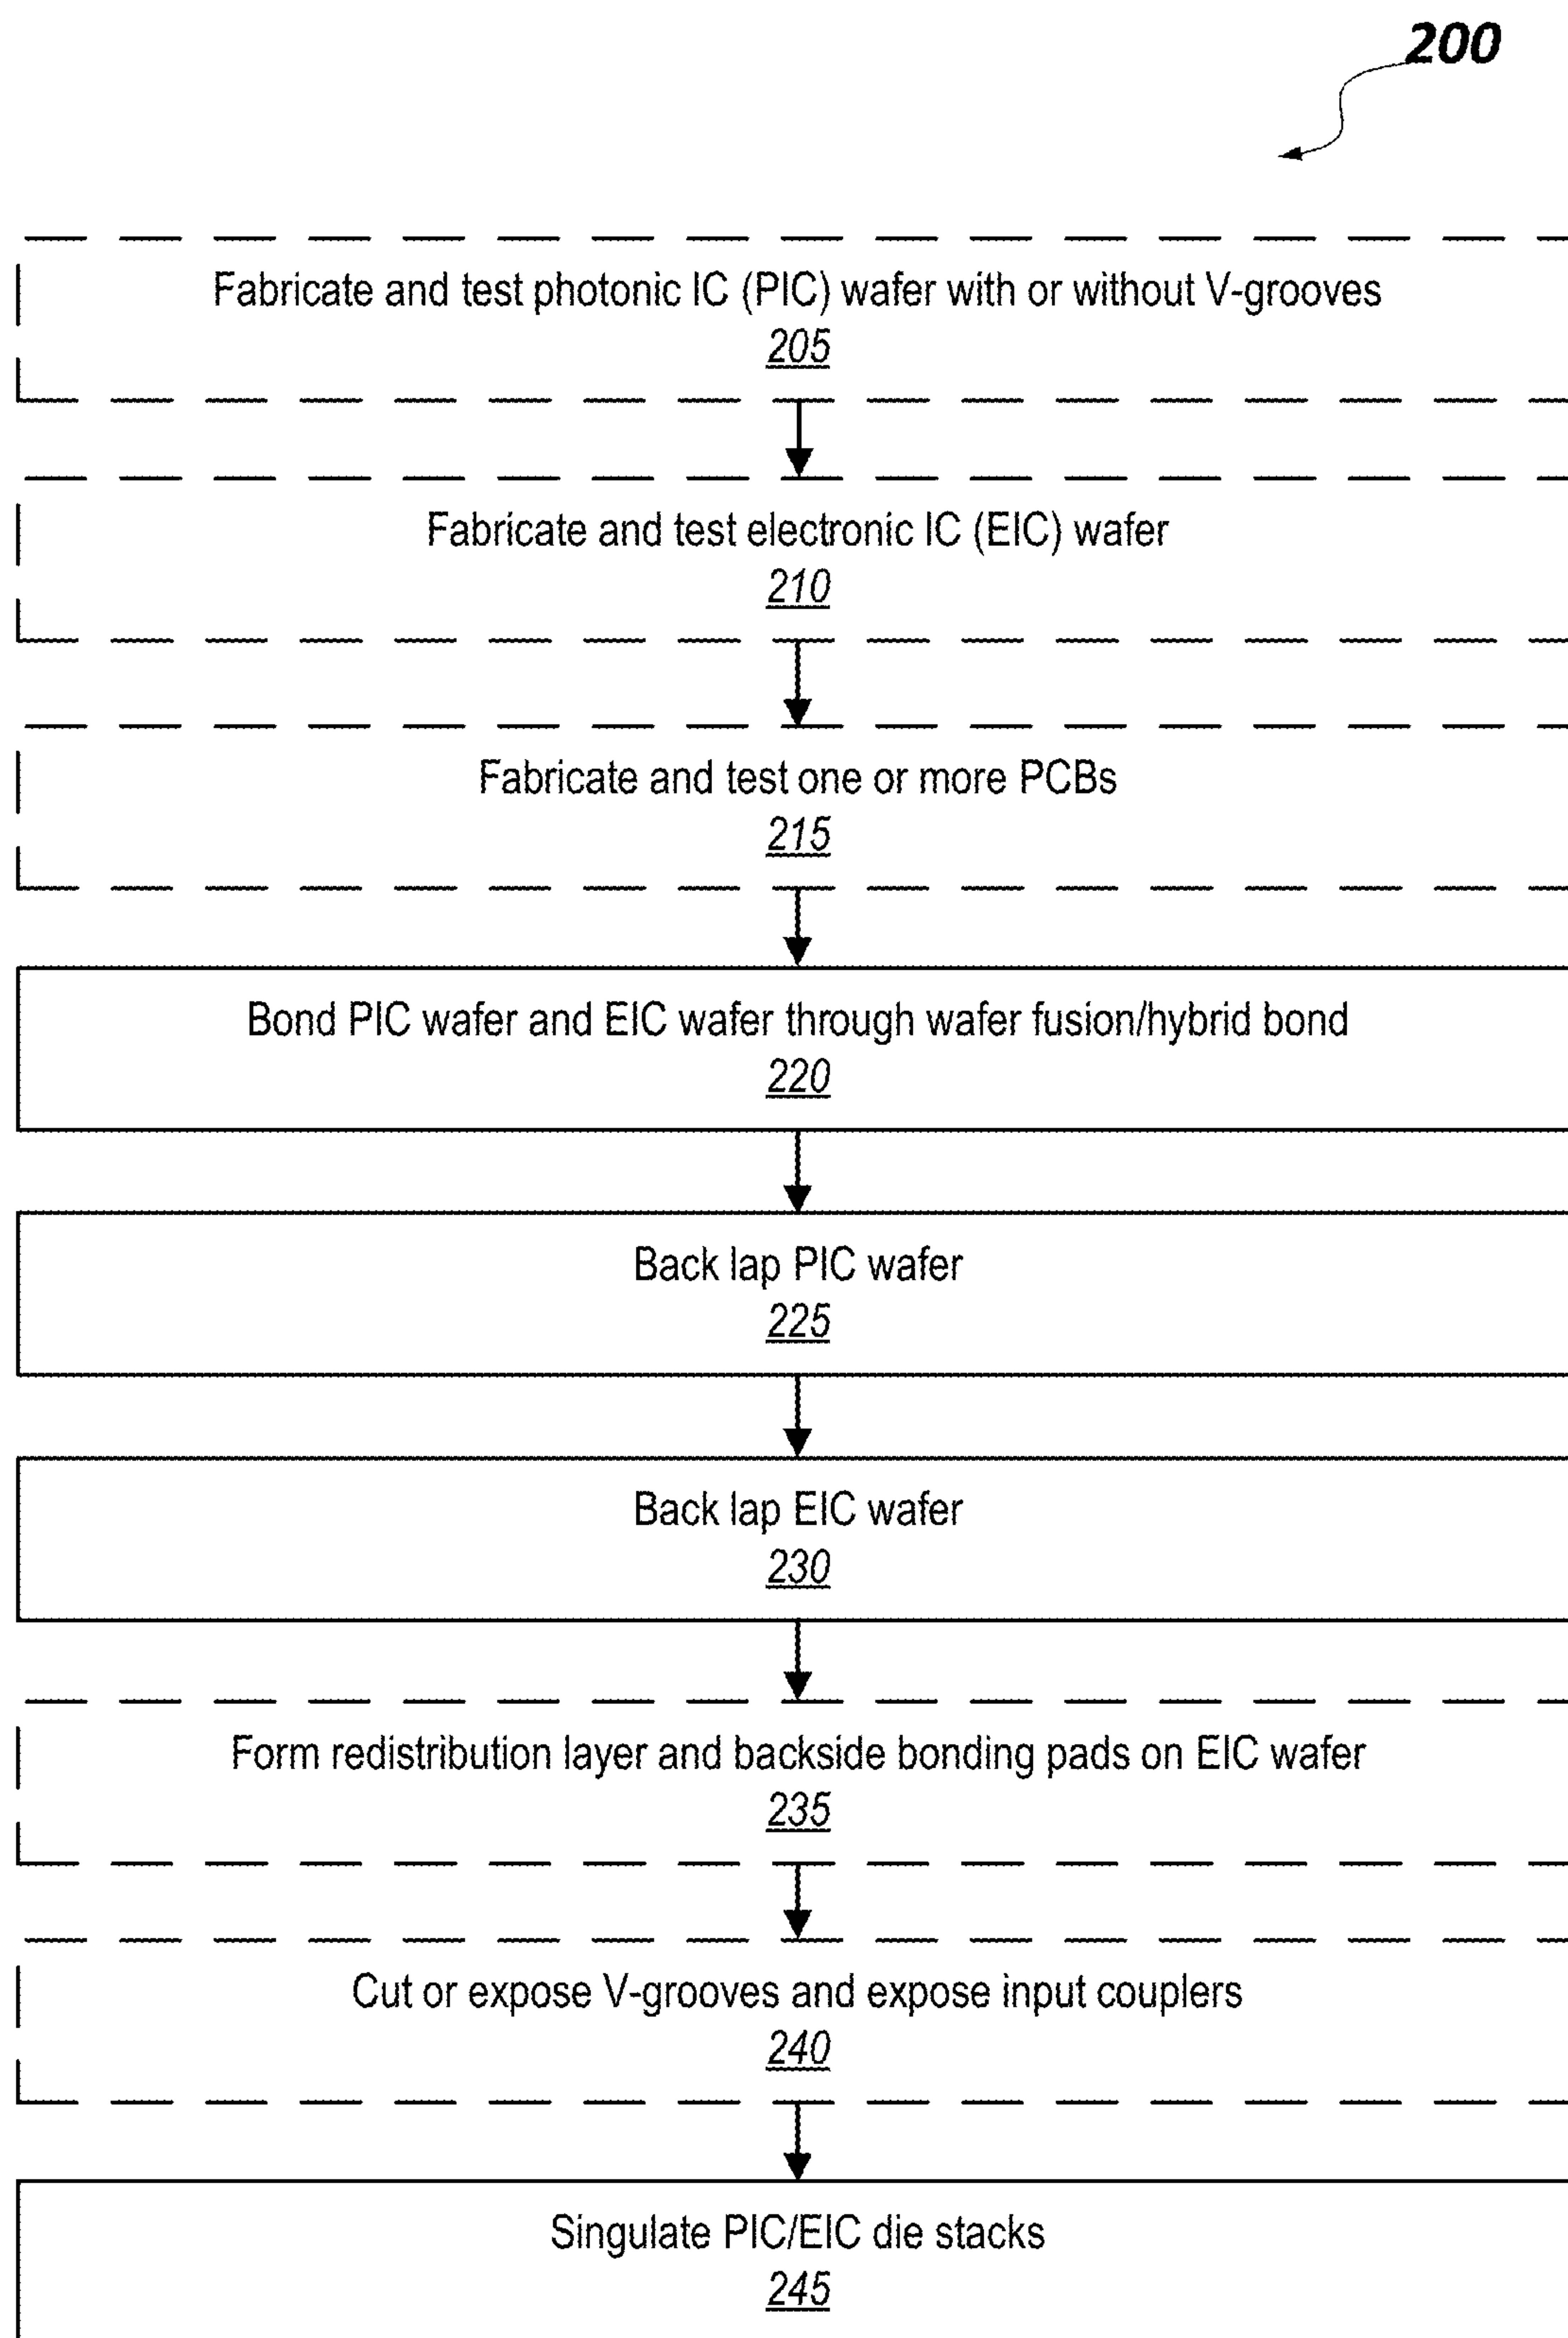 200
Fabricate and test photonic IC (PIC) wafer with or without V-grooves
205
Fabricate and test electronic IC (EIC) wafer
210
Fabricate and test one or more PCBs
215
Bond PIC wafer and EIC wafer through wafer fusion/hybrid bond
220
Back lap PIC wafer
225
Back lap EIC wafer
230
Form redistribution layer and backside bonding pads on EIC wafer
235
Cut or expose V-grooves and expose input couplers
240
Singulate PIC/EIC die stacks
245